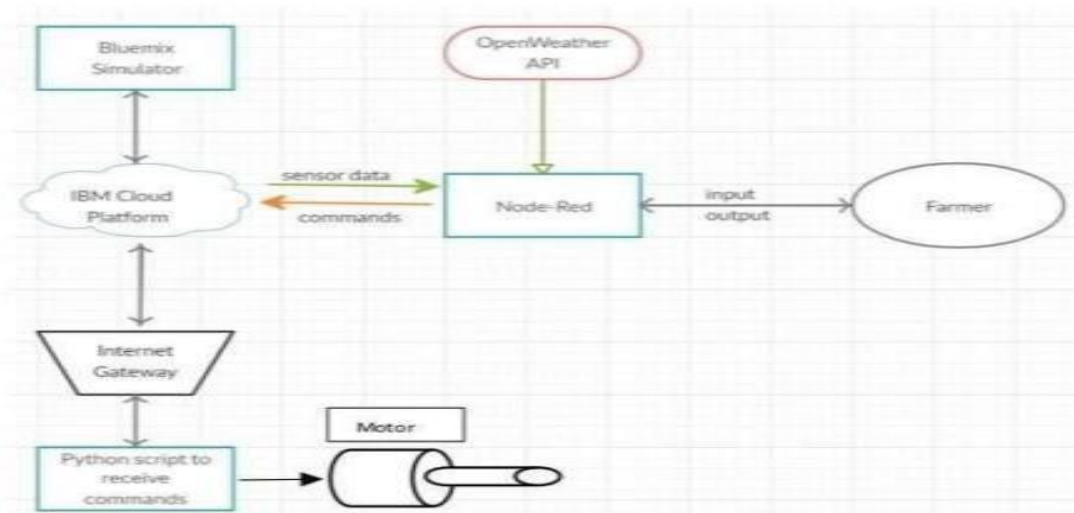 Bluemix
Simulator
OpenWeather
API
IBM Cloud
Platform
sensor data
commands
Node-Red
input
output
Farmer
Internet
Gateway
Motor
Python script to
receive
commands